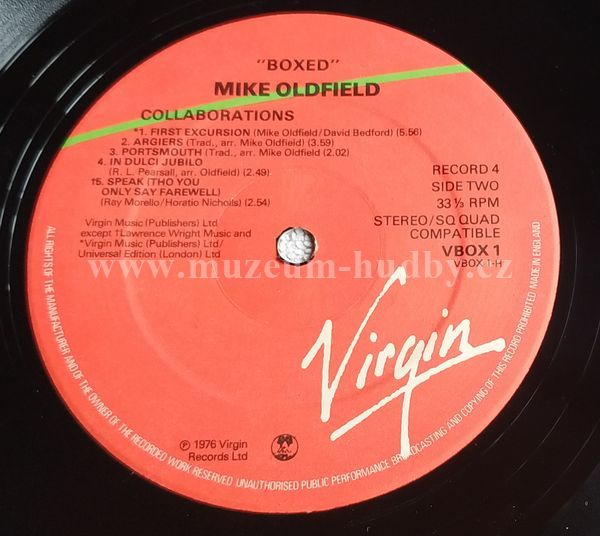 "BOXED"
MIKE OLDFIELD
COLLABORATIONS
*1. FIRST EXCURSION (Mike Oldfield/David Bedford) (5.56)
2. ARGIERS (Trad., arr. Mike Oldfield) (3.59)
3. PORTSMOUTH (Trad., arr. Mike Oldfield) (2.02)
4. IN DULCI JUBILO
(R. L. Pearsall, arr. Oldfield) (2.49)
†5. SPEAK (THO YOU
ONLY SAY FAREWELL)
(Ray Morello/Horatio Nicholls) (2.54)
Virgin Music (Publishers) Ltd
except †Lawrence Wright Music and
*Virgin Music (Publishers) Ltd/
Universal Edition (London) Ltd
RECORD 4
SIDE TWO
33⅓ RPM
STEREO/SQ QUAD
COMPATIBLE
VBOX 1
VBOX 1-H
www.muzeum-hudby.cz
Virgin
℗ 1976 Virgin
Records Ltd
ALL RIGHTS OF THE MANUFACTURER AND OF THE OWNER OF THE RECORDED WORK RESERVED UNAUTHORISED PUBLIC PERFORMANCE BROADCASTING AND COPYING OF THIS RECORD PROHIBITED MADE IN ENGLAND